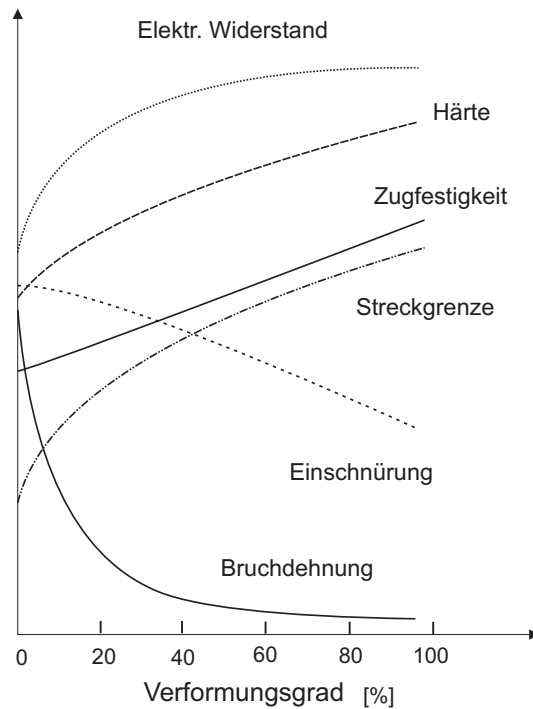 Elektr. Widerstand
Härte
Zugfestigkeit
Streckgrenze
Einschnürung
Bruchdehnung
0 20 40 60 80 100
Verformungsgrad [%]